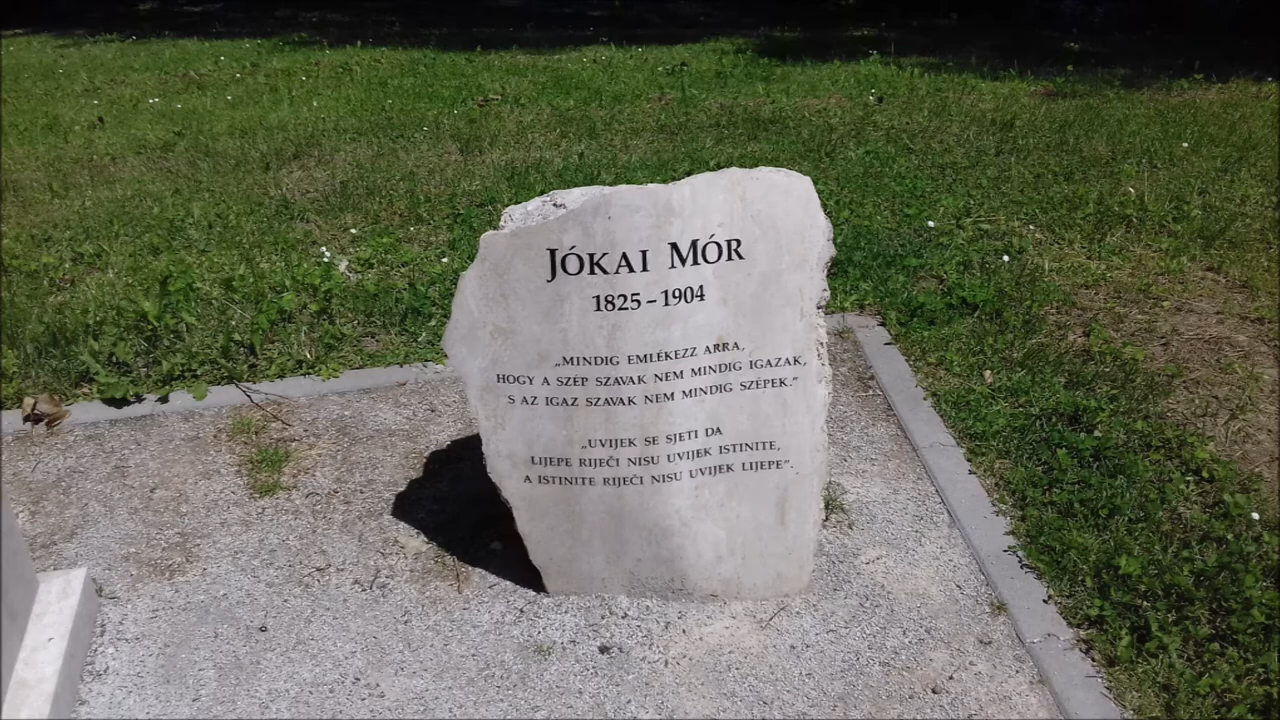 JÓKAI MÓR
1825–1904
„MINDIG EMLÉKEZZ ARRA,
HOGY A SZÉP SZAVAK NEM MINDIG IGAZAK,
S AZ IGAZ SZAVAK NEM MINDIG SZÉPEK.”
„UVIJEK SE SJETI DA
LIJEPE RIJEČI NISU UVIJEK ISTINITE,
A ISTINITE RIJEČI NISU UVIJEK LIJEPE”.